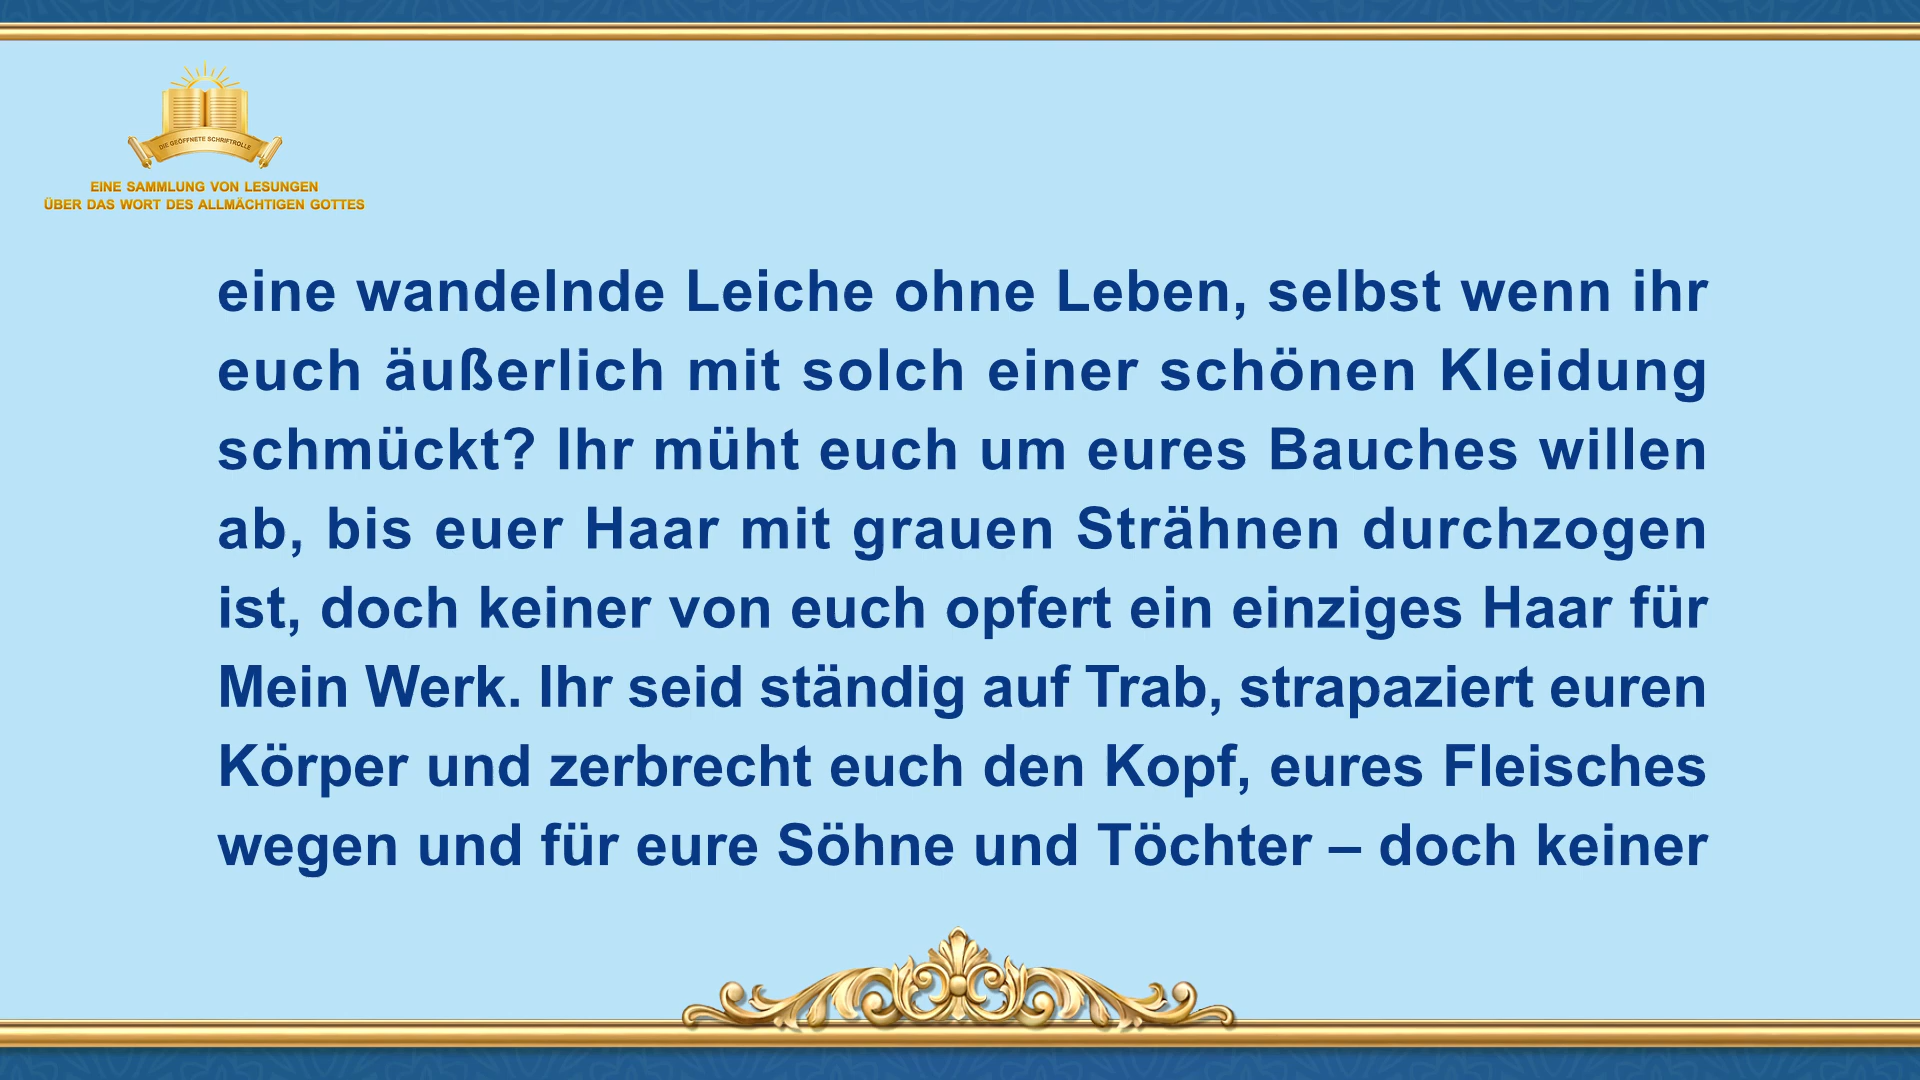 DIE GEÖFFNETE SCHRIFTROLLE
EINE SAMMLUNG VON LESUNGEN
ÜBER DAS WORT DES ALLMÄCHTIGEN GOTTES
eine wandelnde Leiche ohne Leben, selbst wenn ihr
euch äußerlich mit solch einer schönen Kleidung
schmückt? Ihr müht euch um eures Bauches willen
ab, bis euer Haar mit grauen Strähnen durchzogen
ist, doch keiner von euch opfert ein einziges Haar für
Mein Werk. Ihr seid ständig auf Trab, strapaziert euren
Körper und zerbrecht euch den Kopf, eures Fleisches
wegen und für eure Söhne und Töchter – doch keiner